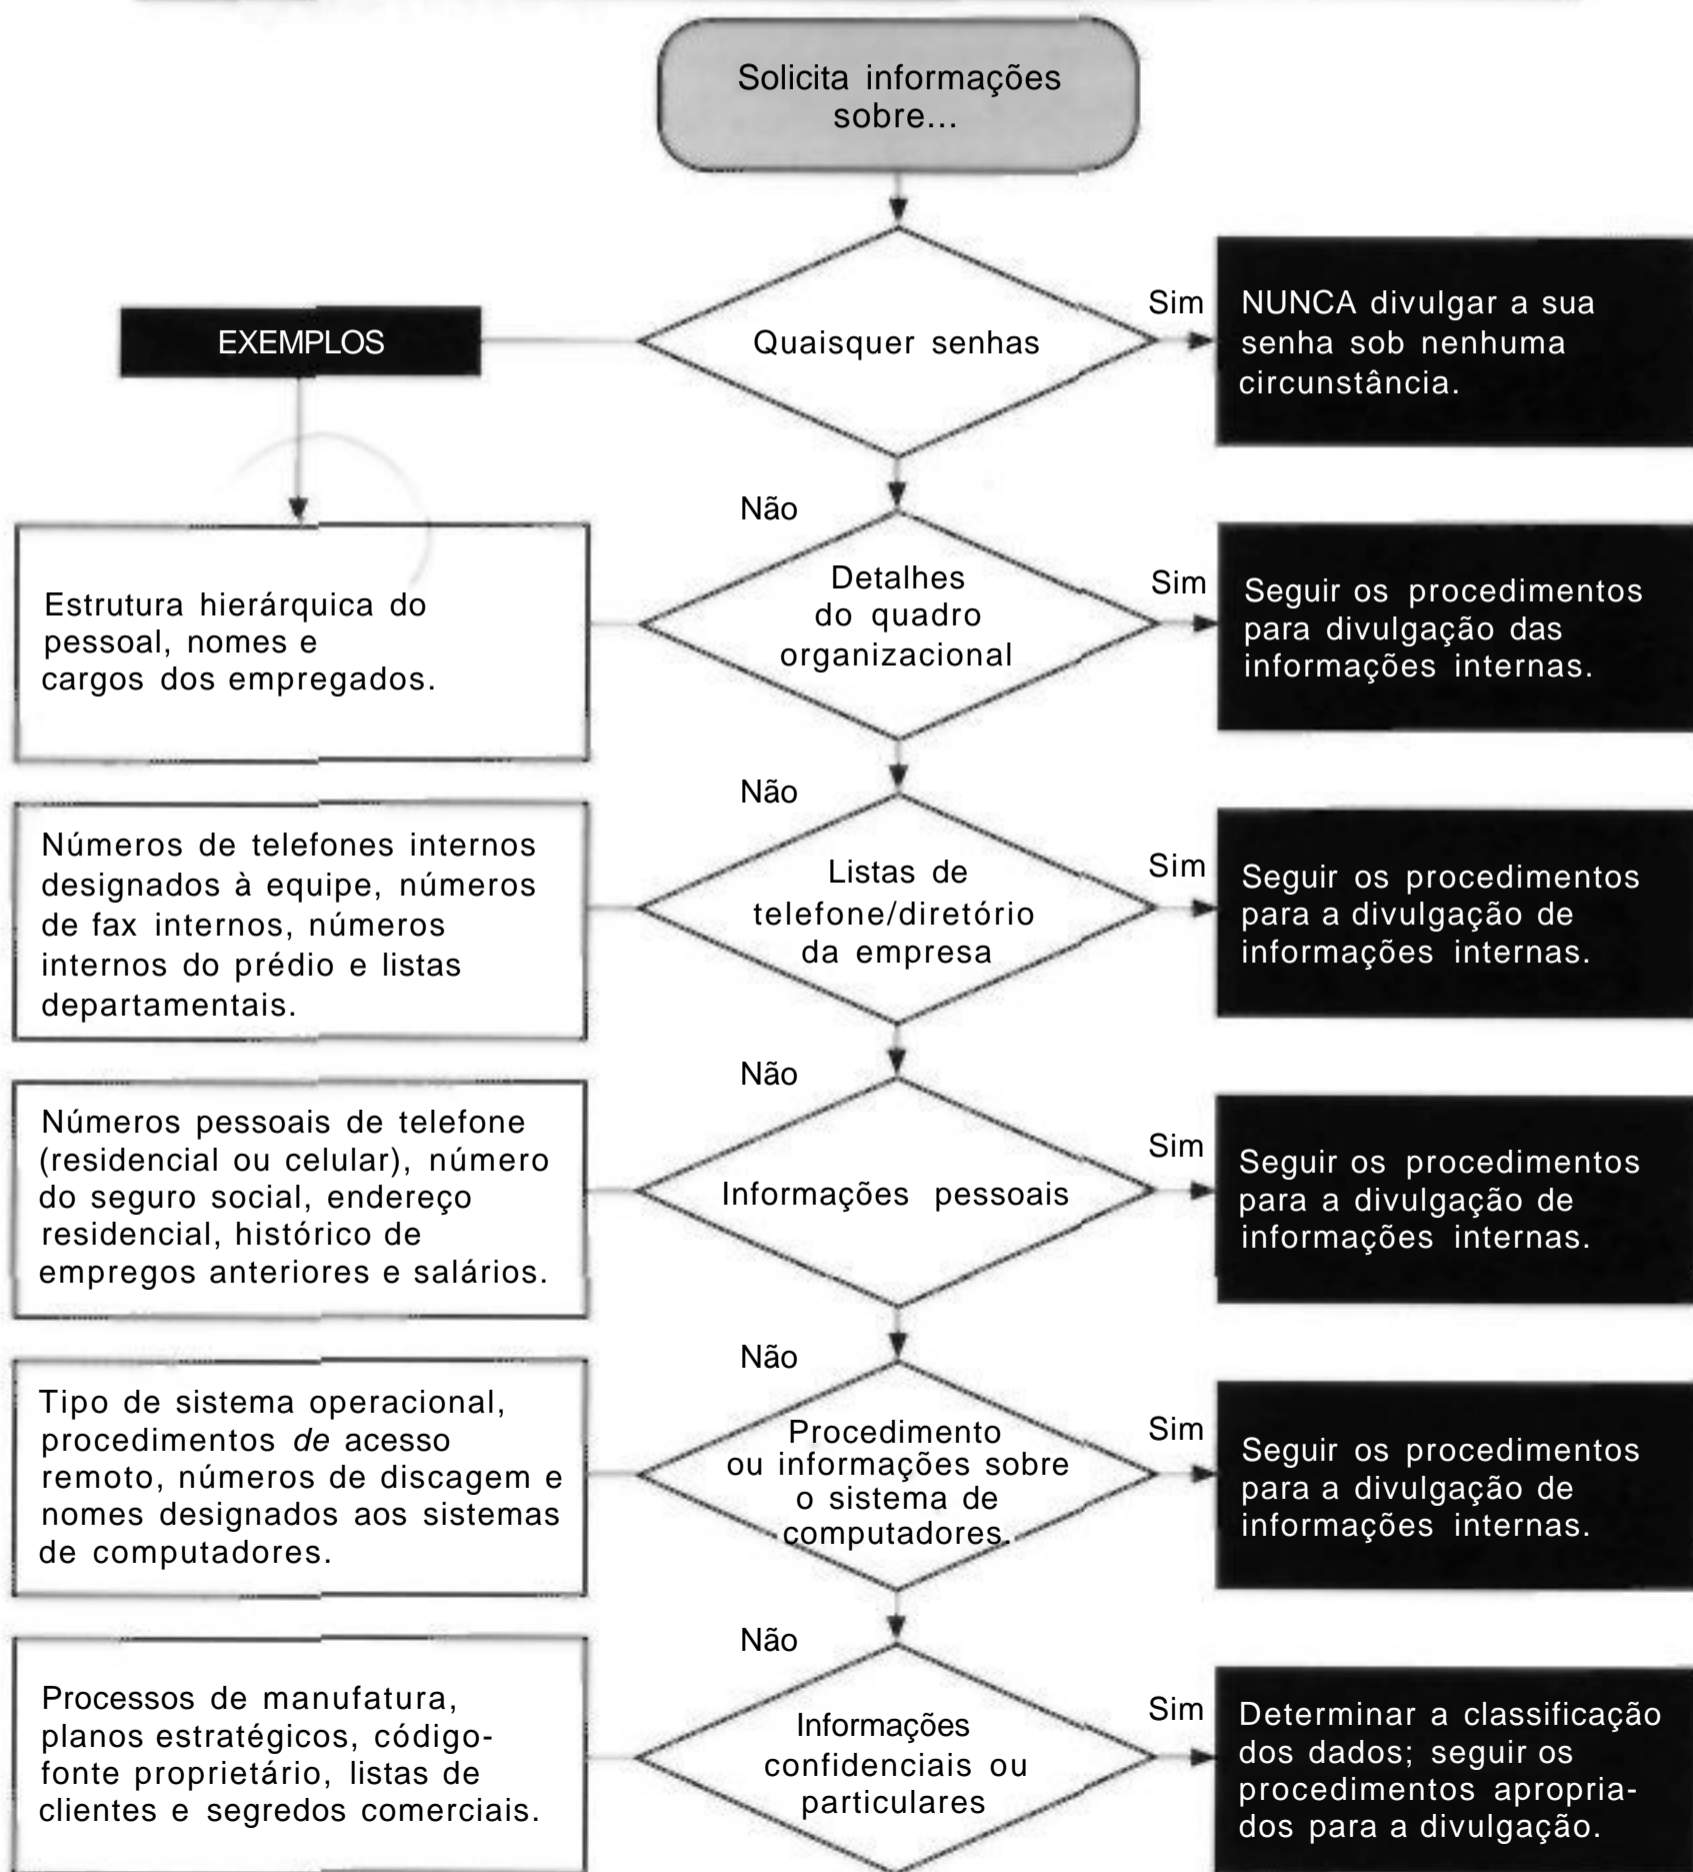 Solicita informações
sobre...
EXEMPLOS
Quaisquer senhas
Sim
NUNCA divulgar a sua
senha sob nenhuma
circunstância.
Não
Estrutura hierárquica do
pessoal, nomes e
cargos dos empregados.
Detalhes
do quadro
organizacional
Sim
Seguir os procedimentos
para divulgação das
informações internas.
Não
Números de telefones internos
designados à equipe, números
de fax internos, números
internos do prédio e listas
departamentais.
Listas de
telefone/diretório
da empresa
Sim
Seguir os procedimentos
para a divulgação de
informações internas.
Não
Números pessoais de telefone
(residencial ou celular), número
do seguro social, endereço
residencial, histórico de
empregos anteriores e salários.
Informações pessoais
Sim
Seguir os procedimentos
para a divulgação de
informações internas.
Não
Tipo de sistema operacional,
procedimentos de acesso
remoto, números de discagem e
nomes designados aos sistemas
de computadores.
Procedimento
ou informações sobre
o sistema de
computadores.
Sim
Seguir os procedimentos
para a divulgação de
informações internas.
Não
Processos de manufatura,
planos estratégicos, código-
fonte proprietário, listas de
clientes e segredos comerciais.
Informações
confidenciais ou
particulares
Sim
Determinar a classificação
dos dados; seguir os
procedimentos apropria-
dos para a divulgação.